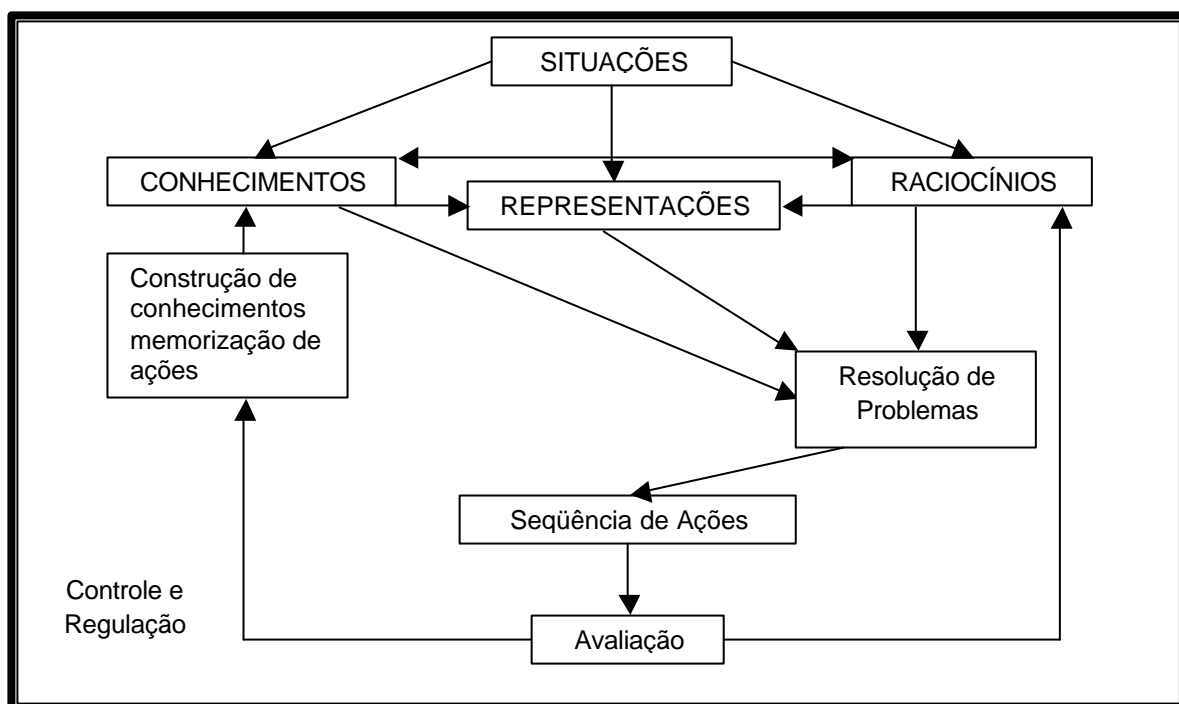 SITUAÇÕES
CONHECIMENTOS
REPRESENTAÇÕES
RACIOCÍNIOS
Construção de
conhecimentos
memorização de
ações
Resolução de
Problemas
Seqüência de Ações
Controle e
Regulação
Avaliação